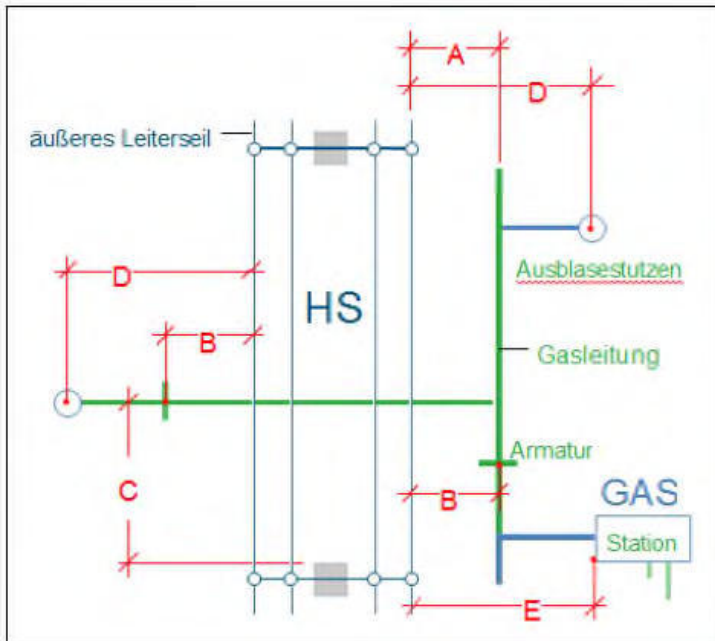 A
D
äußeres Leiterseil
D
Ausblasestutzen
HS
B
Gasleitung
Armatur
C
B
GAS
Station
E